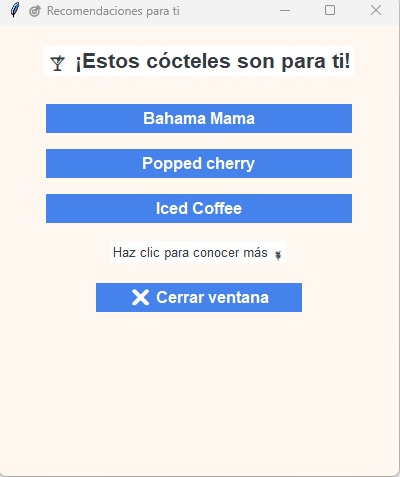 Recomendaciones para ti
¡Estos cócteles son para ti!
Bahama Mama
Popped cherry
Iced Coffee
Haz clic para conocer más
Cerrar ventana